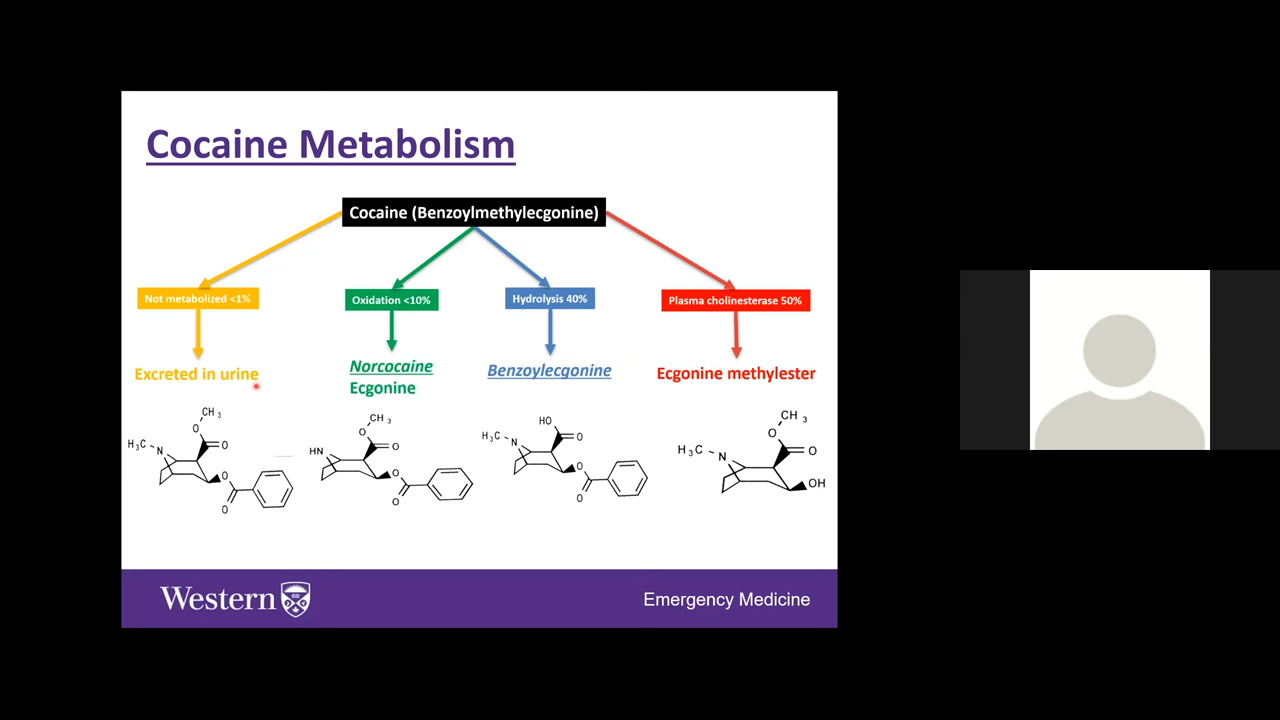 Cocaine Metabolism
Cocaine (Benzoylmethylecgonine)
Not metabolized <1%
Oxidation <10%
Hydrolysis 40%
Plasma cholinesterase 50%
Excreted in urine
Norcocaine
Ecgonine
Benzoylecgonine
Ecgonine methylester
CH3
O
O
H3C
N
O
O
CH3
O
O
HN
O
O
HO
O
H3C
N
O
O
CH3
O
O
H3C
N
OH
Western
Emergency Medicine